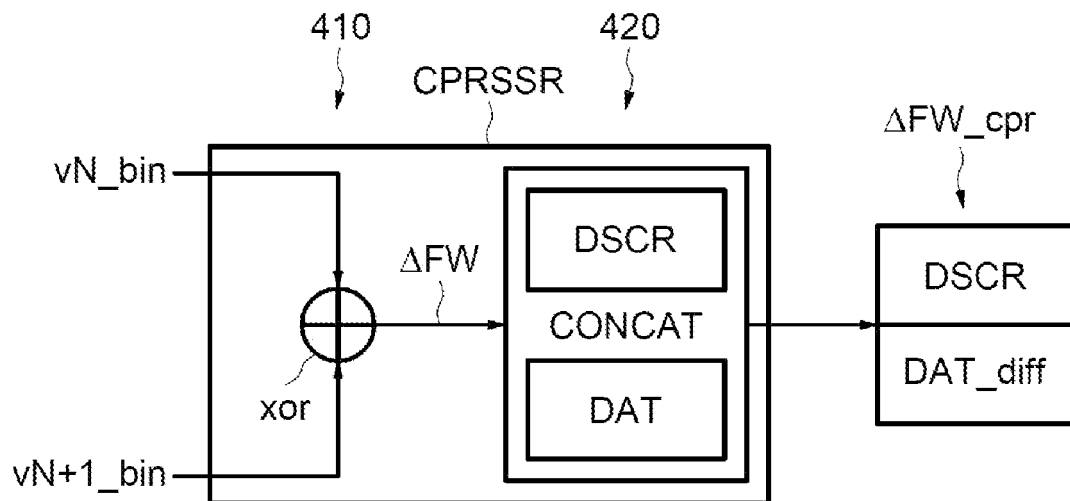 410
420
CPRSSR
ΔFW_cpr
vN_bin
DSCR
ΔFW
DSCR
CONCAT
DAT_diff
xor
DAT
vN+1_bin